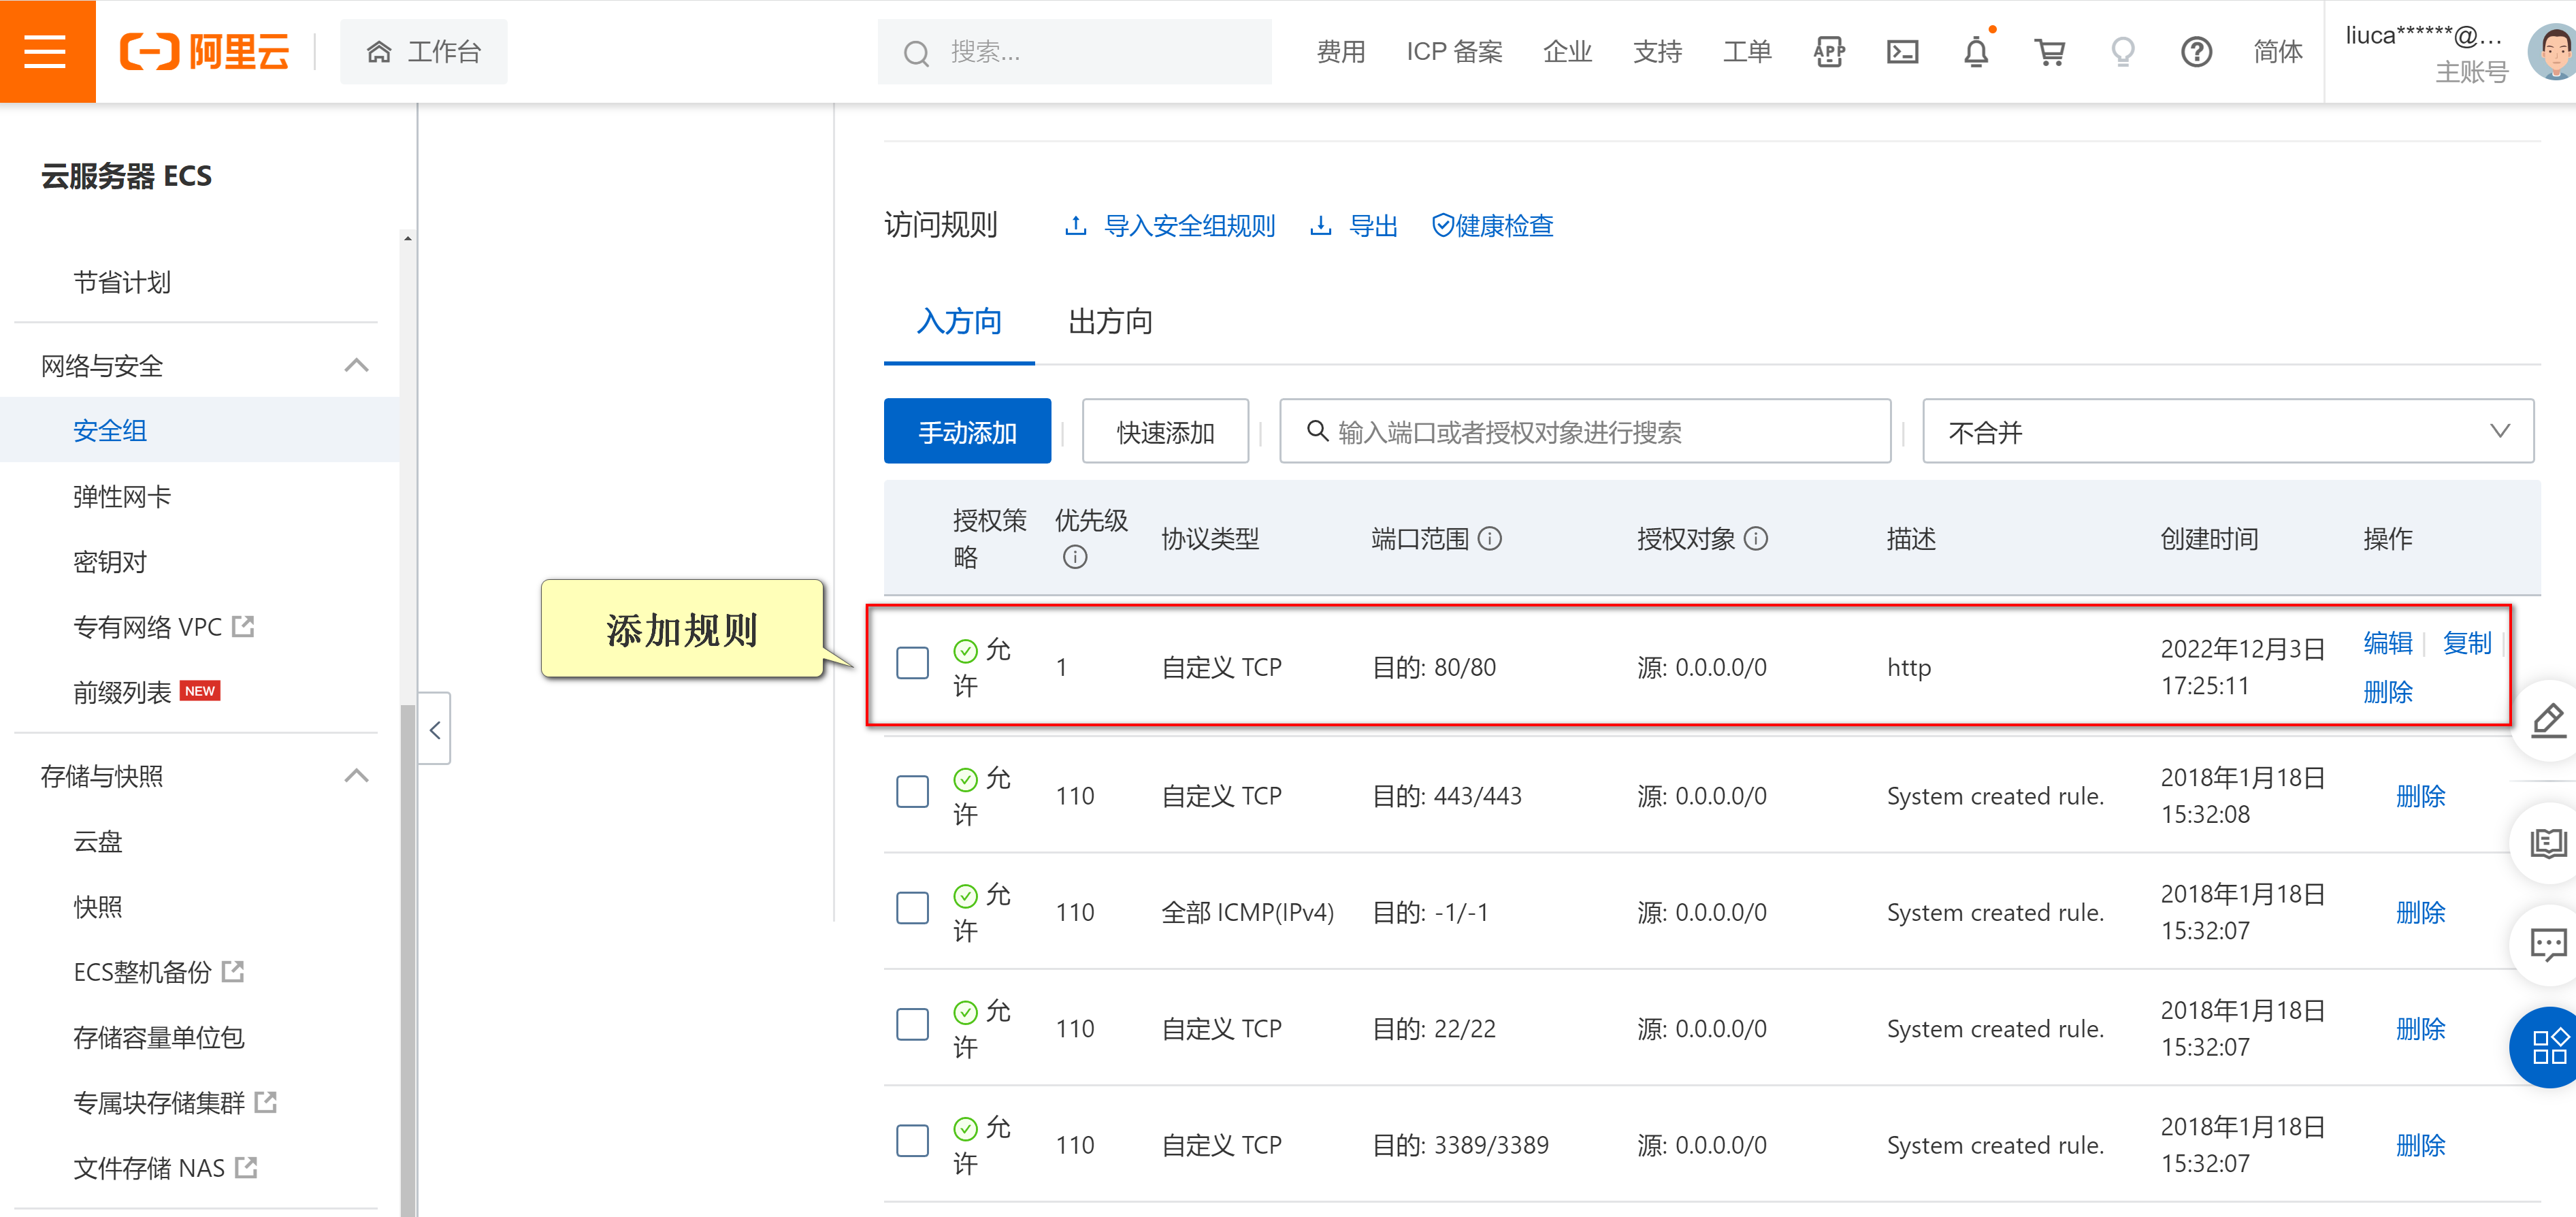 阿里云
工作台
搜索...
费用
ICP 备案
企业
支持
工单
APP
简体
liuca******@...
主账号
云服务器 ECS
节省计划
网络与安全
安全组
弹性网卡
密钥对
专有网络 VPC
前缀列表 NEW
存储与快照
云盘
快照
ECS整机备份
存储容量单位包
专属块存储集群
文件存储 NAS
访问规则
导入安全组规则
导出
健康检查
入方向
出方向
手动添加
快速添加
输入端口或者授权对象进行搜索
不合并
授权策略
优先级
协议类型
端口范围
授权对象
描述
创建时间
操作
添加规则
允许 1 自定义 TCP 目的: 80/80 源: 0.0.0.0/0 http 2022年12月3日 17:25:11 编辑 复制 删除
允许 110 自定义 TCP 目的: 443/443 源: 0.0.0.0/0 System created rule. 2018年1月18日 15:32:08 删除
允许 110 全部 ICMP(IPv4) 目的: -1/-1 源: 0.0.0.0/0 System created rule. 2018年1月18日 15:32:07 删除
允许 110 自定义 TCP 目的: 22/22 源: 0.0.0.0/0 System created rule. 2018年1月18日 15:32:07 删除
允许 110 自定义 TCP 目的: 3389/3389 源: 0.0.0.0/0 System created rule. 2018年1月18日 15:32:07 删除